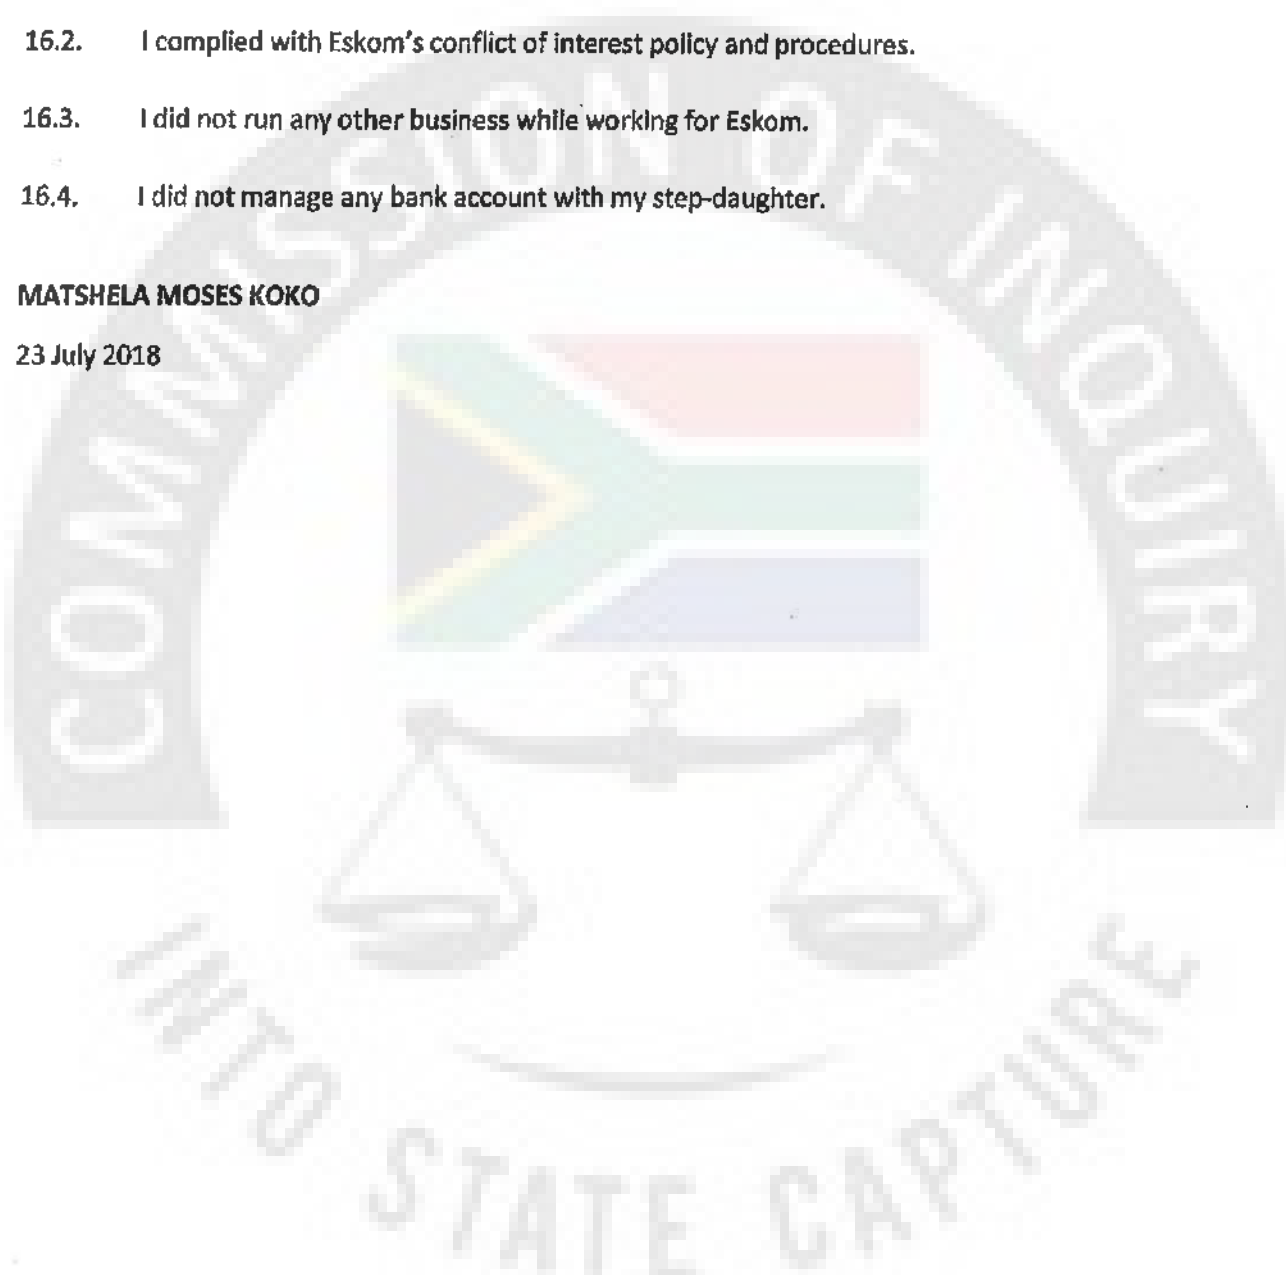 16.2. I complied with Eskom's conflict of interest policy and procedures.
16.3. I did not run any other business while working for Eskom.
16.4. I did not manage any bank account with my step-daughter.
MATSHELA MOSES KOKO
23 July 2018
COMMISSION OF INQUIRY
INTO STATE CAPTURE